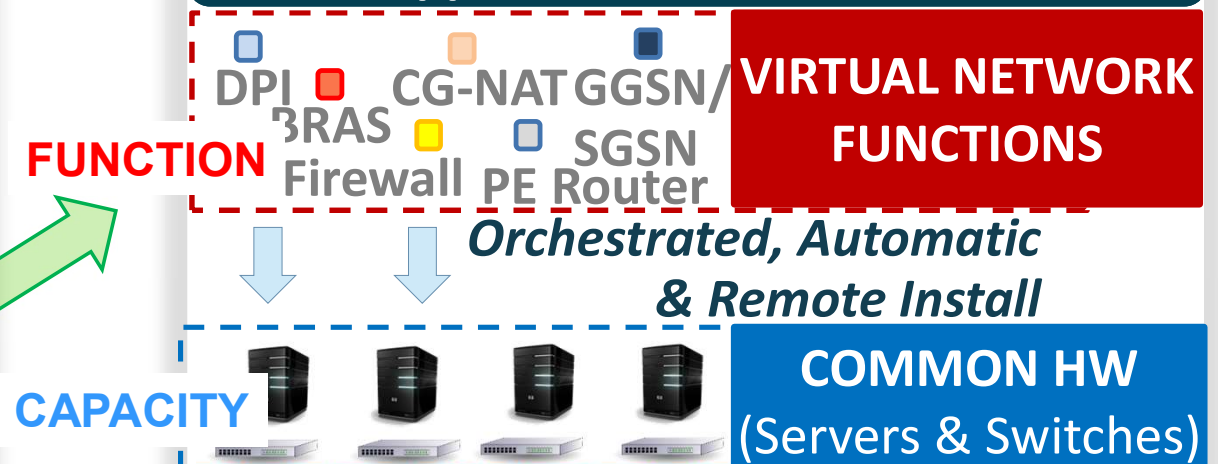 DPI
CG-NAT
GGSN/
BRAS
SGSN
Firewall
PE Router
VIRTUAL NETWORK
FUNCTIONS
FUNCTION
Orchestrated, Automatic
& Remote Install
CAPACITY
COMMON HW
(Servers & Switches)